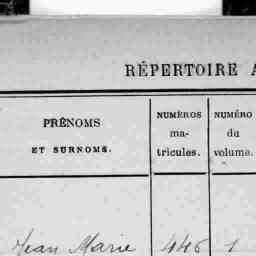 RÉPERTOIRE A
PRÉNOMS
ET SURNOMS.
NUMÉROS
ma-
tricules.
NUMÉRO
du
volume.
Jean Marie 446 1